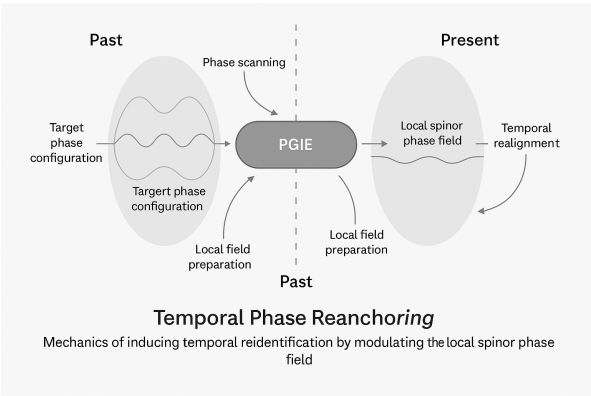 Past
Present
Phase scanning
Target
phase
configuration
PGIE
Local spinor
phase field
Temporal
realignment
Targert phase
configuration
Local field
preparation
Local field
preparation
Past
Temporal Phase Reanchoring
Mechanics of inducing temporal reidentification by modulating the local spinor phase
field